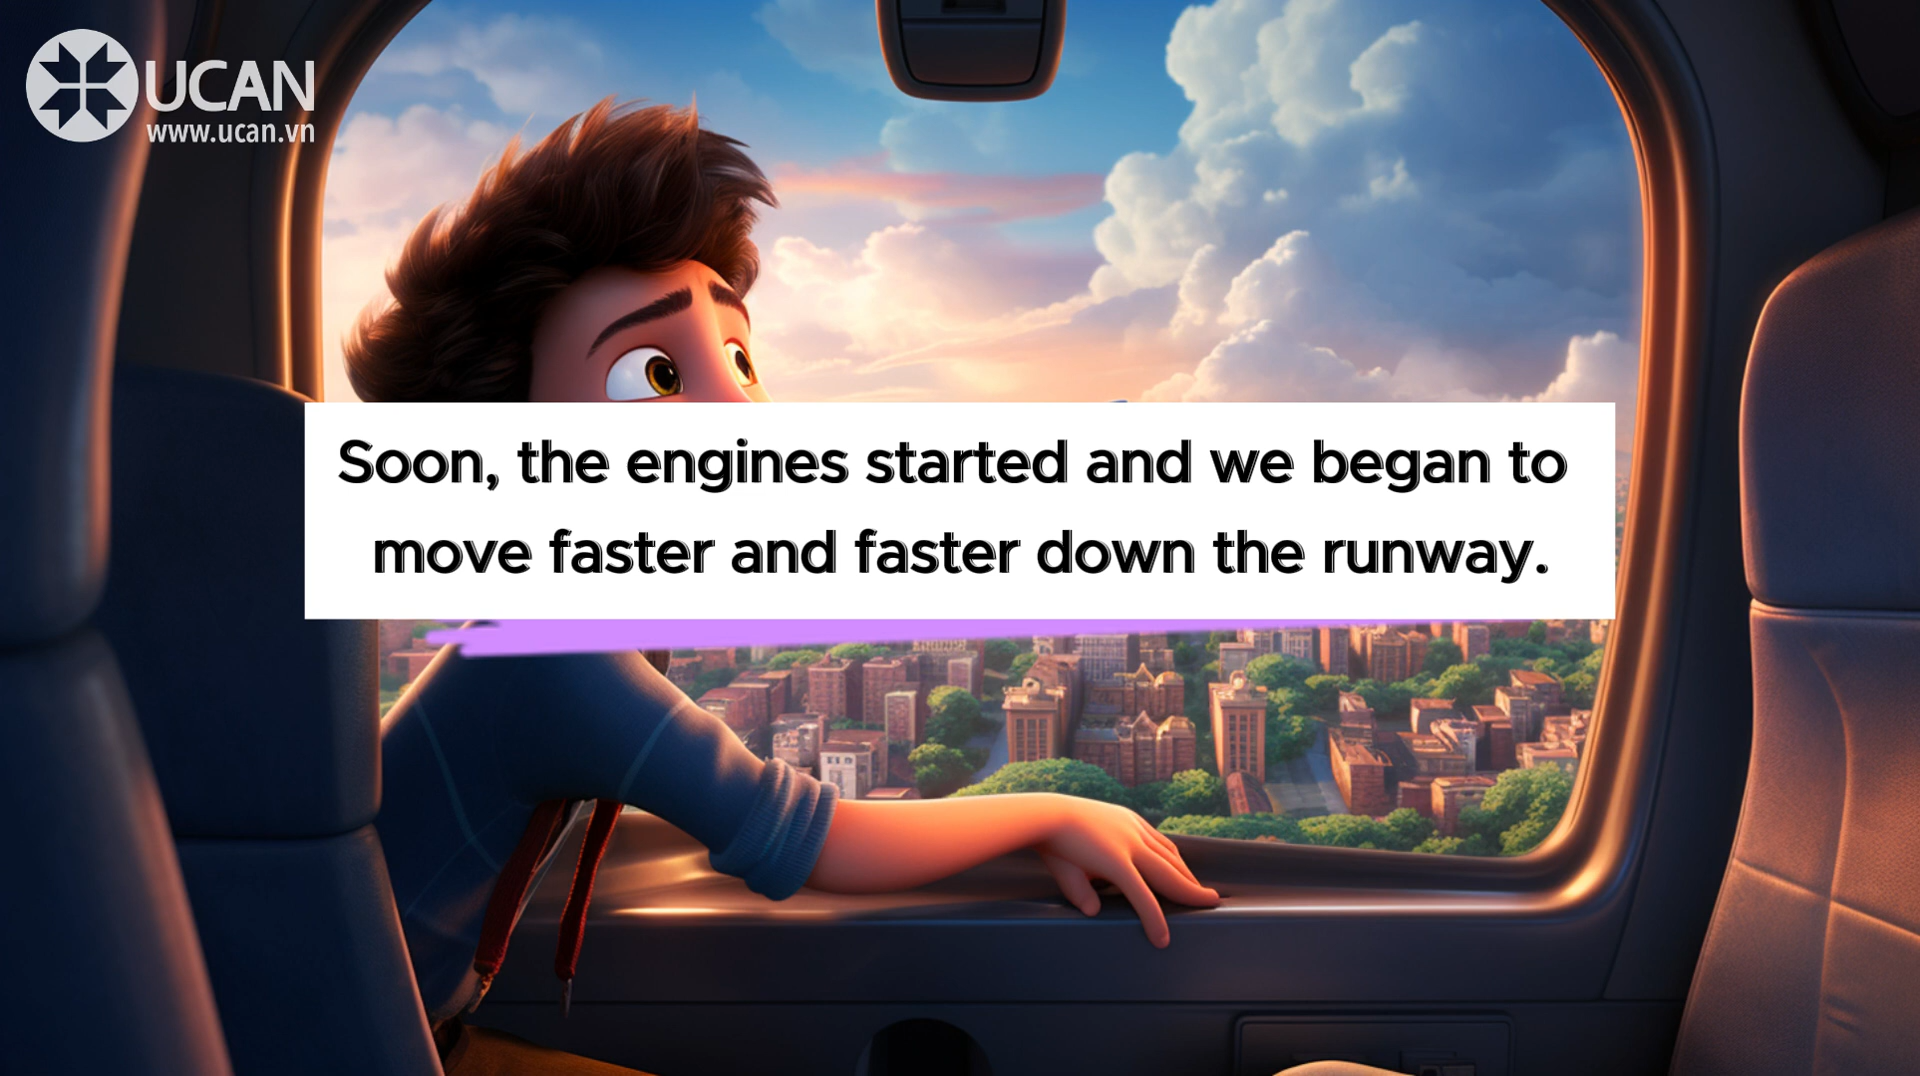 UCAN
www.ucan.vn
Soon, the engines started and we began to
move faster and faster down the runway.